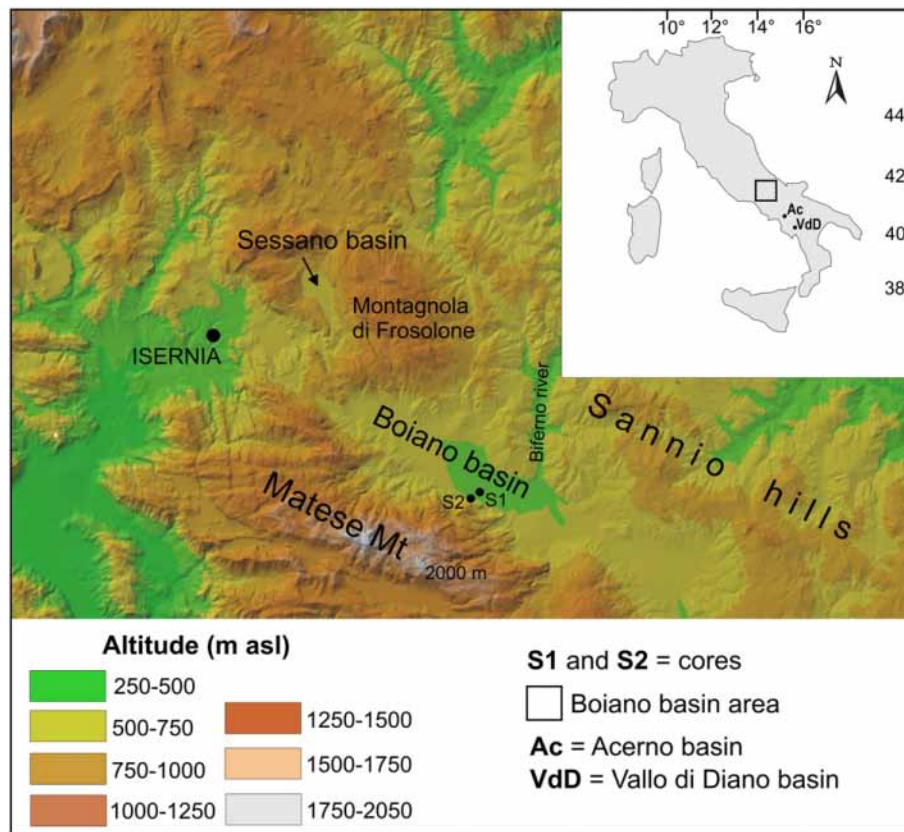 10° 12° 14° 16°
N
44
42
40
38
Ac
VdD
Sessano basin
Montagnola
di Frosolone
ISERNIA
Biferno river
Sannio hills
Boiano basin
S2 S1
Matese Mt
2000 m
Altitude (m asl)
250-500
500-750
750-1000
1000-1250
1250-1500
1500-1750
1750-2050
S1 and S2 = cores
Boiano basin area
Ac = Acerno basin
VdD = Vallo di Diano basin